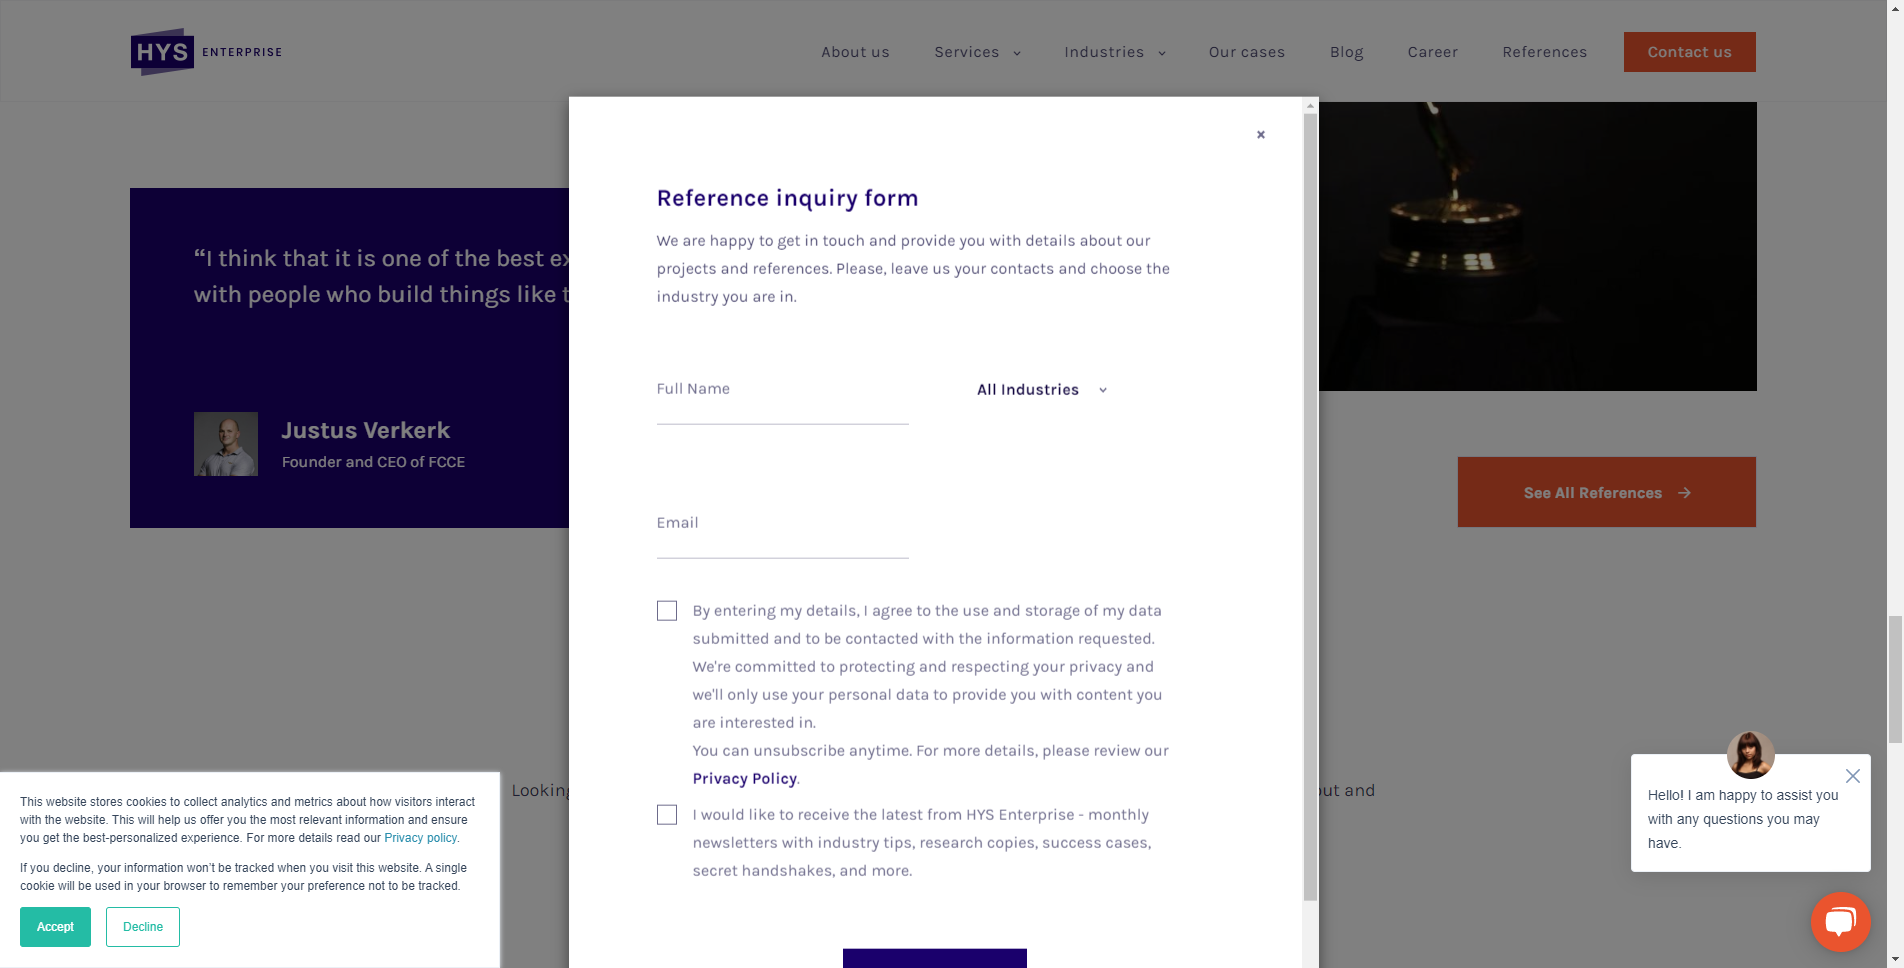 HYS ENTERPRISE
About us Services Industries Our cases Blog Career References Contact us
×
Reference inquiry form
We are happy to get in touch and provide you with details about our
projects and references. Please, leave us your contacts and choose the
industry you are in.
Full Name
All Industries
Email
By entering my details, I agree to the use and storage of my data
submitted and to be contacted with the information requested.
We're committed to protecting and respecting your privacy and
we'll only use your personal data to provide you with content you
are interested in.
You can unsubscribe anytime. For more details, please review our
Privacy Policy.
I would like to receive the latest from HYS Enterprise - monthly
newsletters with industry tips, research copies, success cases,
secret handshakes, and more.
“I think that it is one of the best
with people who build things like
Justus Verkerk
Founder and CEO of FCCE
See All References →
Looking
and
This website stores cookies to collect analytics and metrics about how visitors interact
with the website. This will help us offer you the most relevant information and ensure
you get the best-personalized experience. For more details read our Privacy policy.
If you decline, your information won't be tracked when you visit this website. A single
cookie will be used in your browser to remember your preference not to be tracked.
Accept Decline
Hello! I am happy to assist you
with any questions you may
have.